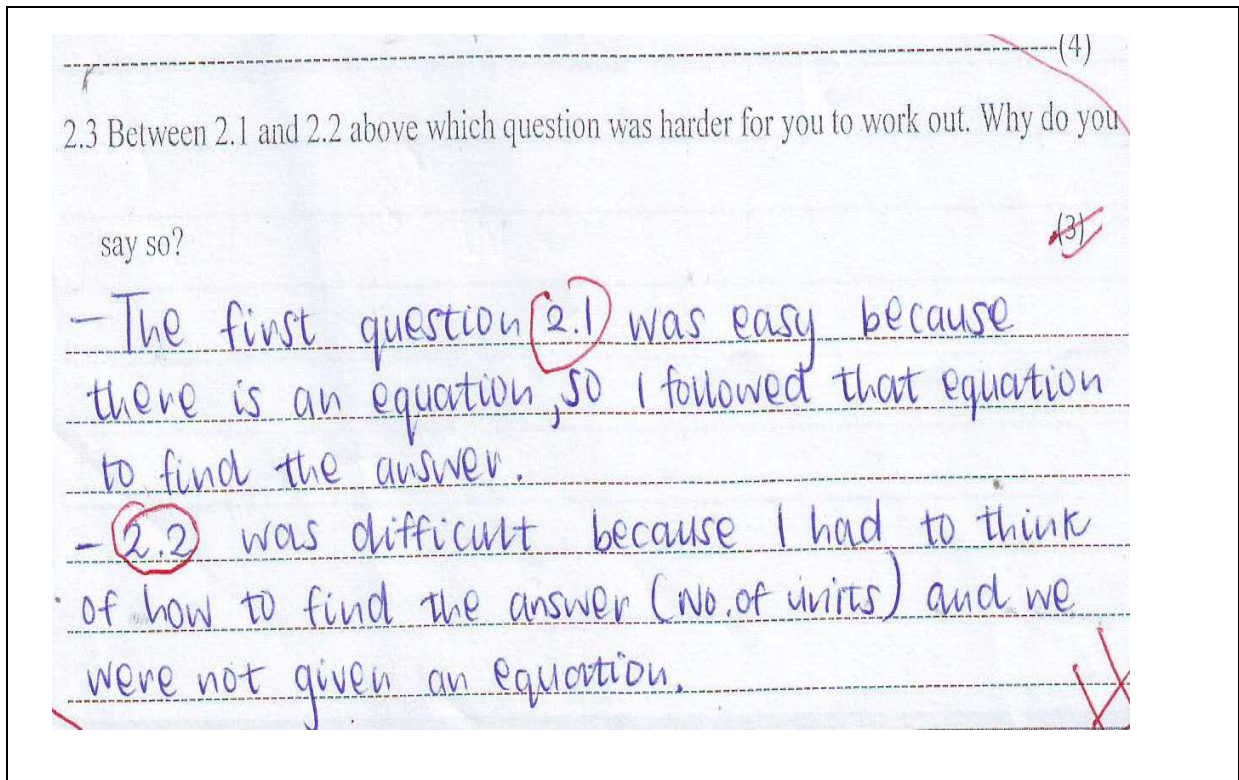 (4)
2.3 Between 2.1 and 2.2 above which question was harder for you to work out. Why do you
say so? (3)
- The first question 2.1 was easy because
there is an equation, so I followed that equation
to find the answer.
- 2.2 was difficult because I had to think
of how to find the answer (No. of units) and we
were not given an equation.